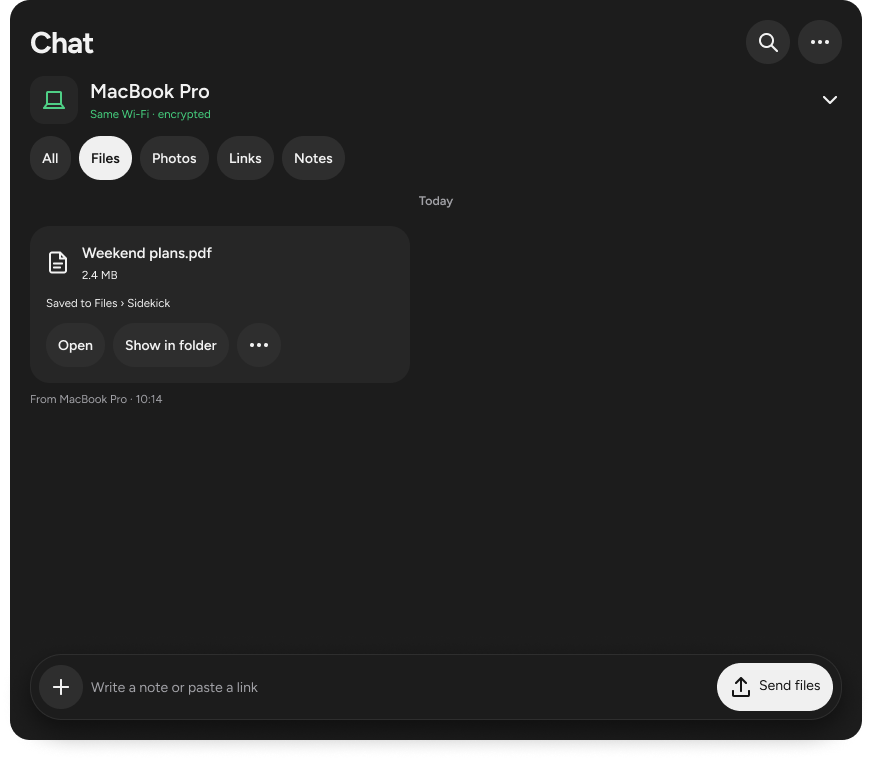 Chat
MacBook Pro
Same Wi-Fi · encrypted
All Files Photos Links Notes
Today
Weekend plans.pdf
2.4 MB
Saved to Files › Sidekick
Open Show in folder
From MacBook Pro · 10:14
Write a note or paste a link
Send files